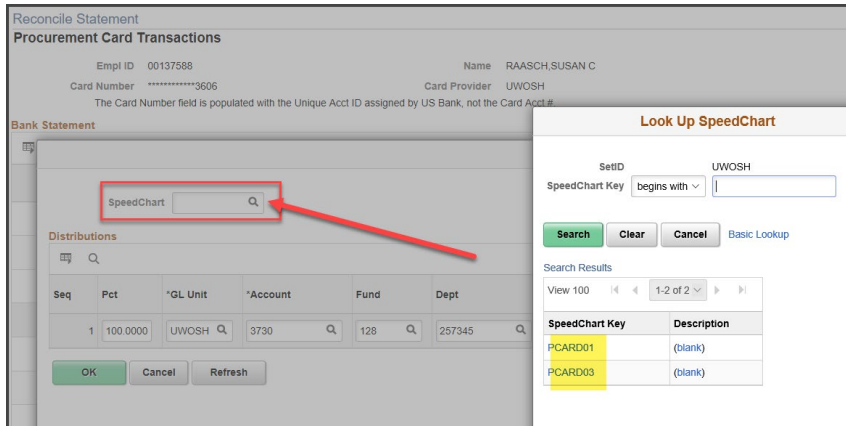 Reconcile Statement
Procurement Card Transactions
Empl ID 00137588 Name RAASCH,SUSAN C
Card Number ************3606 Card Provider UWOSH
The Card Number field is populated with the Unique Acct ID assigned by US Bank, not the Card Acct #
Bank Statement
SpeedChart
Distributions
Seq Pct *GL Unit *Account Fund Dept
1 100.0000 UWOSH 3730 128 257345
OK Cancel Refresh
Look Up SpeedChart
SetID UWOSH
SpeedChart Key begins with
Search Clear Cancel Basic Lookup
Search Results
View 100 1-2 of 2
SpeedChart Key Description
PCARD01 (blank)
PCARD03 (blank)